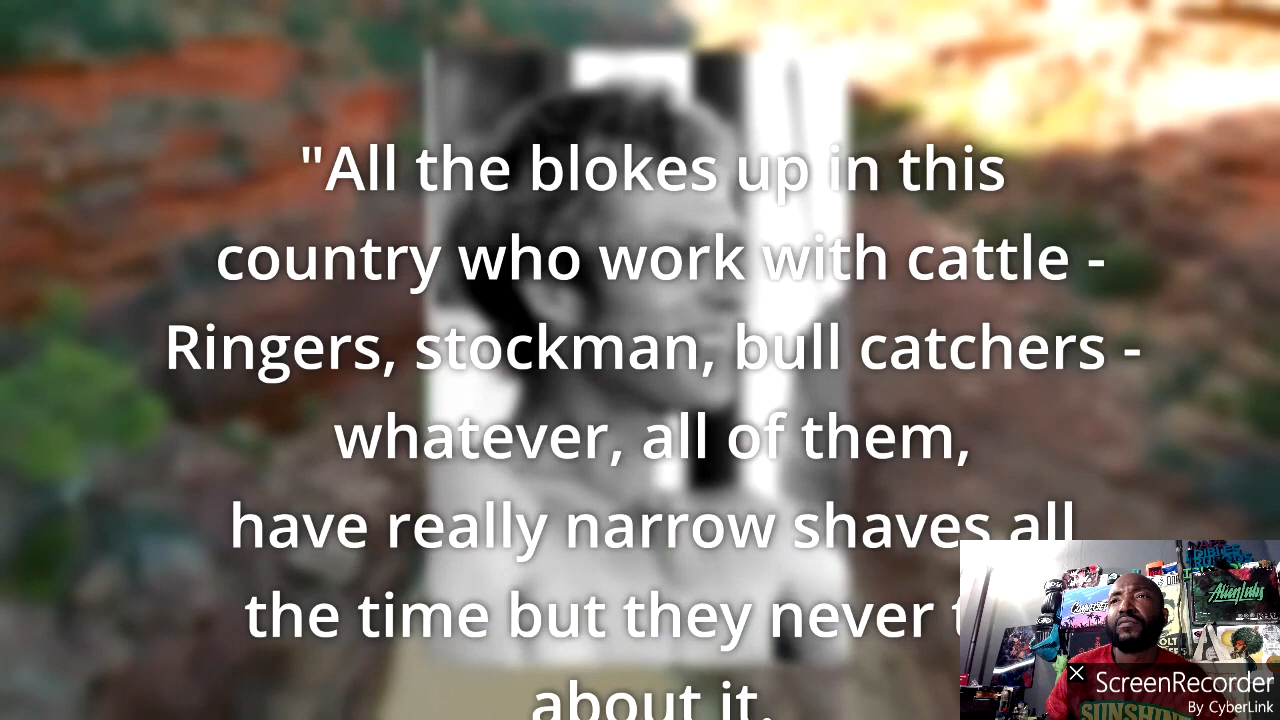 "All the blokes up in this
country who work with cattle -
Ringers, stockman, bull catchers -
whatever, all of them,
have really narrow shaves all
the time but they never
about it.
ScreenRecorder
By CyberLink
SUNSHINE